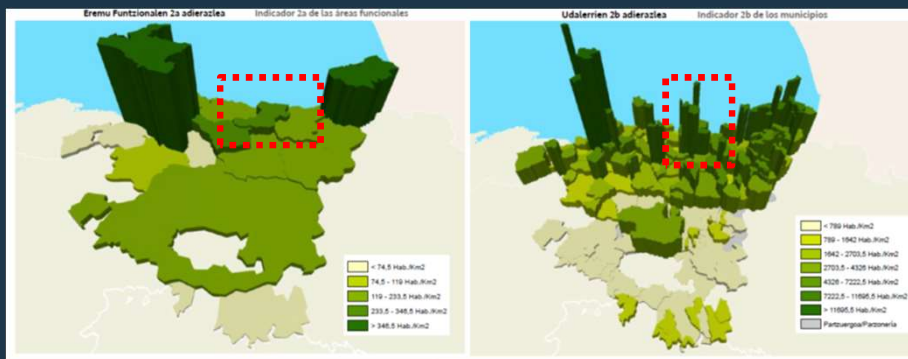 Eremu Funtzionalen 2a adierazlea Indicador 2a de las áreas funcionales
< 74,5 Hab./Km2
74,5 - 119 Hab./Km2
119 - 233,5 Hab./Km2
233,5 - 346,5 Hab./Km2
> 346,5 Hab./Km2
Udalerrien 2b adierazlea Indicador 2b de los municipios
< 789 Hab./Km2
789 - 1642 Hab./Km2
1642 - 2703,5 Hab./Km2
2703,5 - 4326 Hab./Km2
4326 - 7222,5 Hab./Km2
7222,5 - 11695,5 Hab./Km2
> 11695,5 Hab./Km2
Partzuergoa/Parzonería